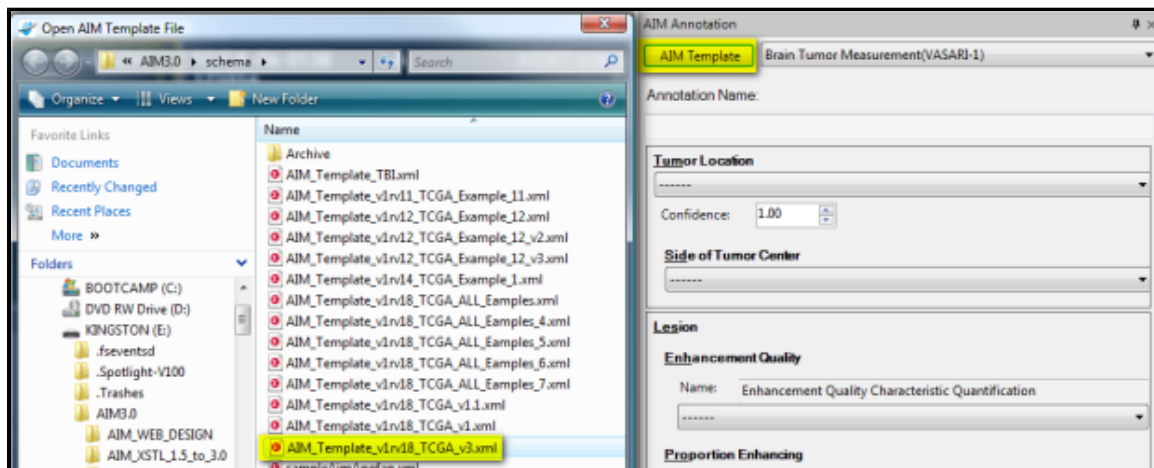 Open AIM Template File
« AIM3.0 ▸ schema ▸
Search
Organize
Views
New Folder
Favorite Links
Documents
Recently Changed
Recent Places
More »
Folders
BOOTCAMP (C:)
DVD RW Drive (D:)
KINGSTON (E:)
.fseventsd
.Spotlight-V100
.Trashes
AIM3.0
AIM_WEB_DESIGN
AIM_XSTL_1.5_to_3.0
Name
Archive
AIM_Template_TBI.xml
AIM_Template_v1rv11_TCGA_Example_11.xml
AIM_Template_v1rv12_TCGA_Example_12.xml
AIM_Template_v1rv12_TCGA_Example_12_v2.xml
AIM_Template_v1rv12_TCGA_Example_12_v3.xml
AIM_Template_v1rv14_TCGA_Example_1.xml
AIM_Template_v1rv18_TCGA_ALL_Eamples.xml
AIM_Template_v1rv18_TCGA_ALL_Eamples_4.xml
AIM_Template_v1rv18_TCGA_ALL_Eamples_5.xml
AIM_Template_v1rv18_TCGA_ALL_Eamples_6.xml
AIM_Template_v1rv18_TCGA_ALL_Eamples_7.xml
AIM_Template_v1rv18_TCGA_v1.1.xml
AIM_Template_v1rv18_TCGA_v1.xml
AIM_Template_v1rv18_TCGA_v3.xml
AIM Annotation
AIM Template
Brain Tumor Measurement(VASARI-1)
Annotation Name:
Tumor Location
------
Confidence: 1.00
Side of Tumor Center
------
Lesion
Enhancement Quality
Name: Enhancement Quality Characteristic Quantification
------
Proportion Enhancing